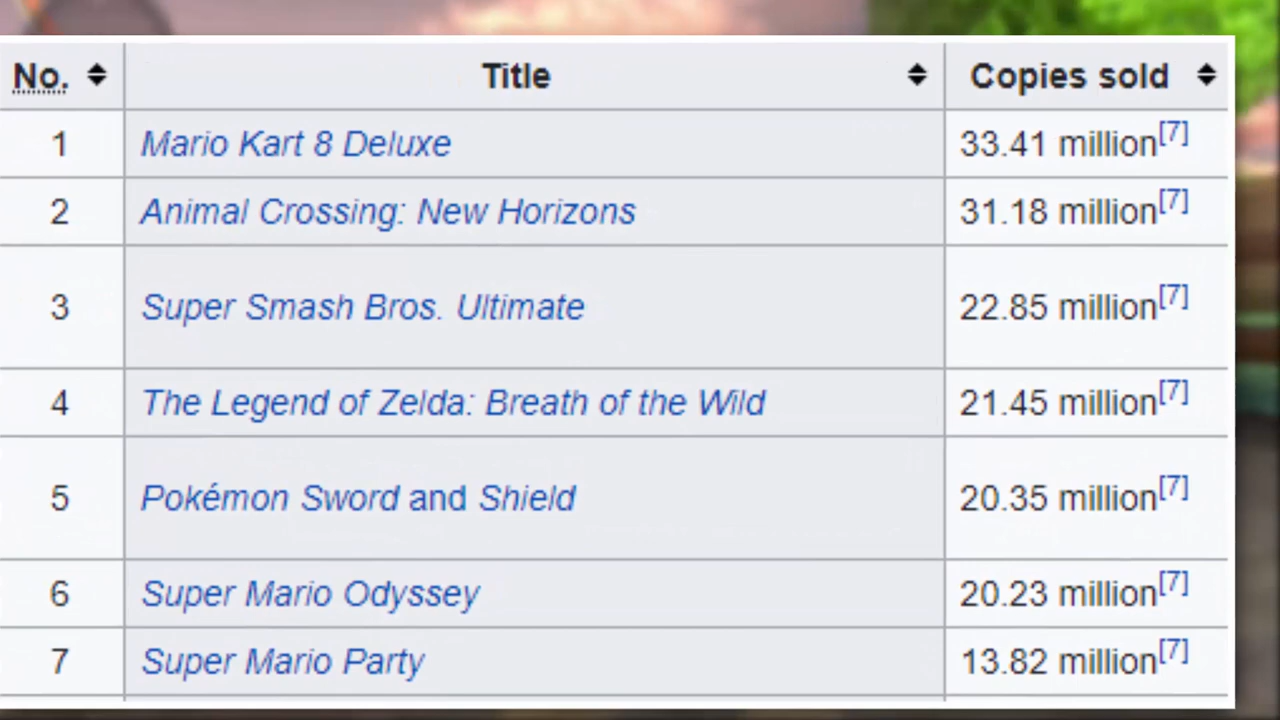 No. Title Copies sold
1 Mario Kart 8 Deluxe 33.41 million[7]
2 Animal Crossing: New Horizons 31.18 million[7]
3 Super Smash Bros. Ultimate 22.85 million[7]
4 The Legend of Zelda: Breath of the Wild 21.45 million[7]
5 Pokémon Sword and Shield 20.35 million[7]
6 Super Mario Odyssey 20.23 million[7]
7 Super Mario Party 13.82 million[7]